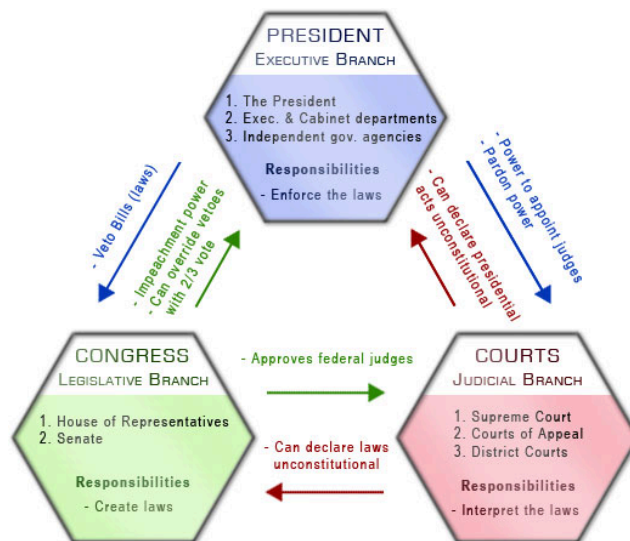 PRESIDENT
EXECUTIVE BRANCH
1. The President
2. Exec. & Cabinet departments
3. Independent gov. agencies
Responsibilities
- Enforce the laws
- Veto Bills (laws)
- Impeachment power
- Can override vetoes
with 2/3 vote
- Can declare presidential
acts unconstitutional
- Power to appoint judges
- Pardon power
CONGRESS
LEGISLATIVE BRANCH
1. House of Representatives
2. Senate
Responsibilities
- Create laws
- Approves federal judges
- Can declare laws
unconstitutional
COURTS
JUDICIAL BRANCH
1. Supreme Court
2. Courts of Appeal
3. District Courts
Responsibilities
- Interpret the laws